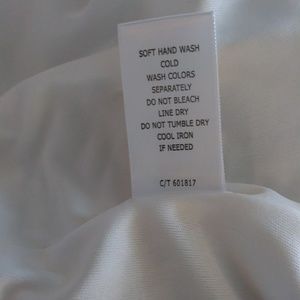 SOFT HAND WASH
COLD
WASH COLORS
SEPARATELY
DO NOT BLEACH
LINE DRY
DO NOT TUMBLE DRY
COOL IRON
IF NEEDED
C/T 601817